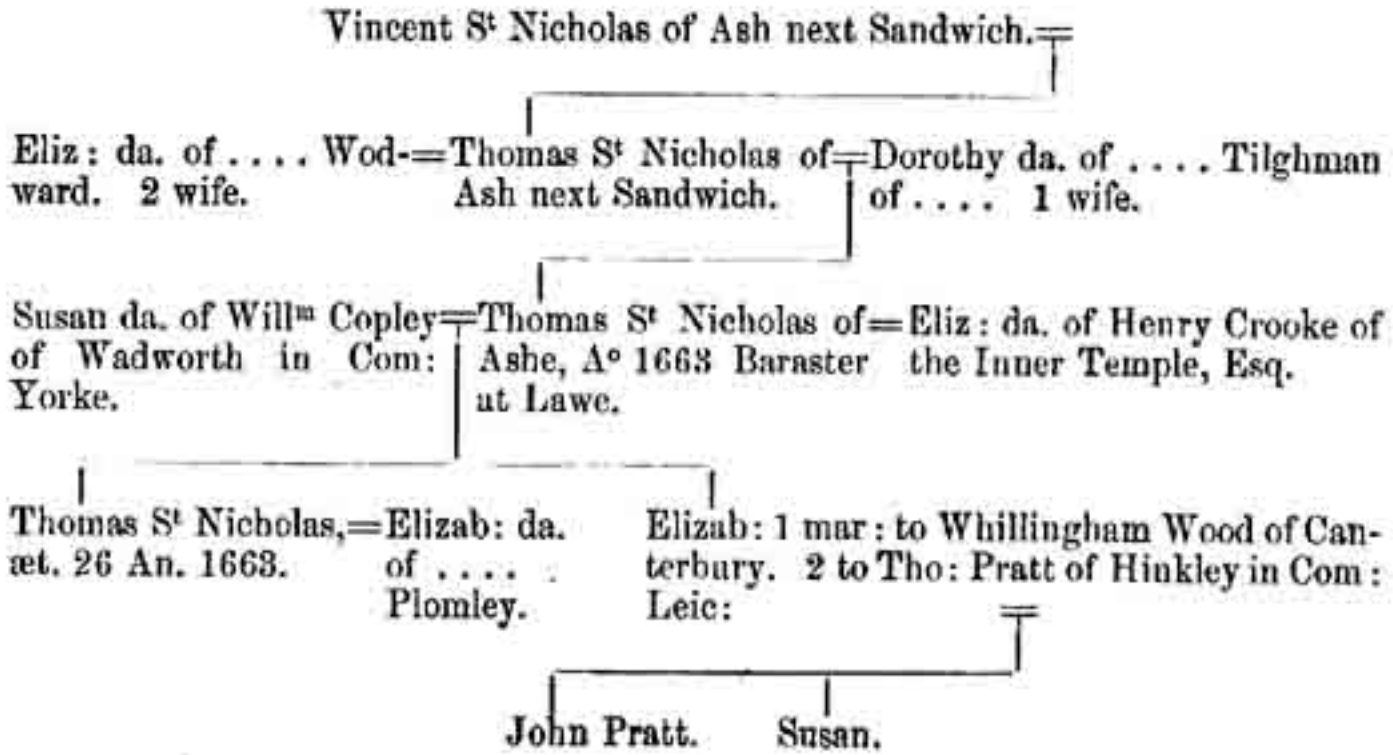 Vincent Sᵗ Nicholas of Ash next Sandwich.
Eliz: da. of .... Wod-=Thomas Sᵗ Nicholas of=Dorothy da. of .... Tilghman
ward. 2 wife. Ash next Sandwich. of .... 1 wife.
Susan da. of Willᵐ Copley=Thomas Sᵗ Nicholas of=Eliz: da. of Henry Crooke of
of Wadworth in Com: Ashe, Aº 1663 Baraster the Inner Temple, Esq.
Yorke. at Lawe.
Thomas Sᵗ Nicholas,=Elizab: da. Elizab: 1 mar: to Whillingham Wood of Can-
æt. 26 An. 1663. of .... terbury. 2 to Tho: Pratt of Hinkley in Com:
Plomley. Leic:
John Pratt. Susan.